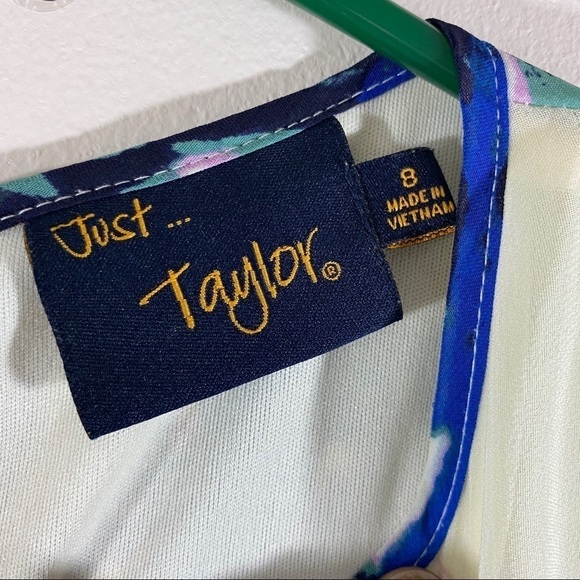 Just ...
Taylor®
8
MADE IN
VIETNAM